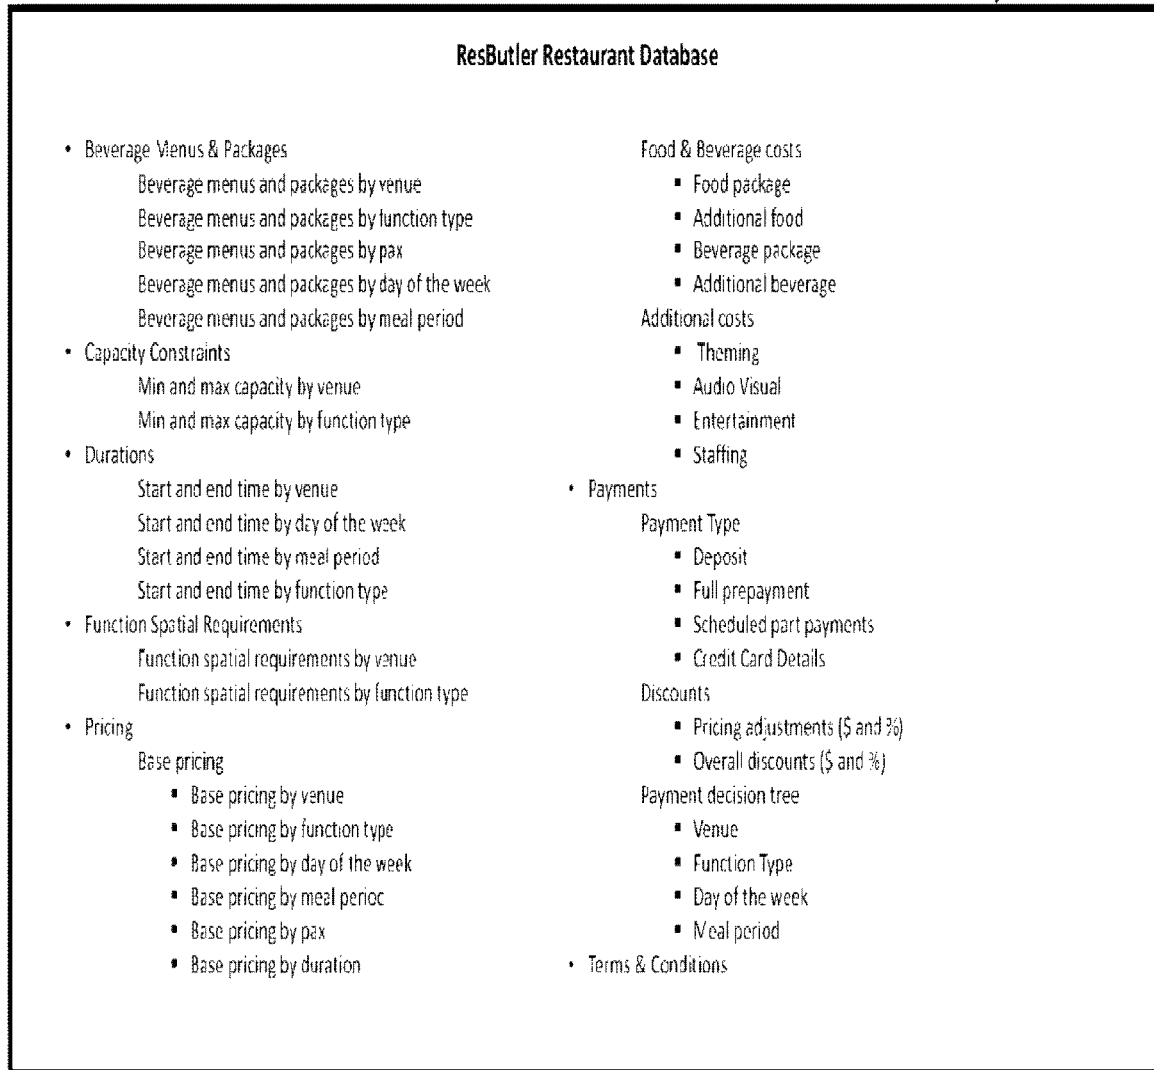 ResButler Restaurant Database
• Beverage Menus & Packages
Beverage menus and packages by venue
Beverage menus and packages by function type
Beverage menus and packages by pax
Beverage menus and packages by day of the week
Beverage menus and packages by meal period
• Capacity Constraints
Min and max capacity by venue
Min and max capacity by function type
• Durations
Start and end time by venue
Start and end time by day of the week
Start and end time by meal period
Start and end time by function type
• Function Spatial Requirements
Function spatial requirements by venue
Function spatial requirements by function type
• Pricing
Base pricing
▪ Base pricing by venue
▪ Base pricing by function type
▪ Base pricing by day of the week
▪ Base pricing by meal period
▪ Base pricing by pax
▪ Base pricing by duration
Food & Beverage costs
▪ Food package
▪ Additional food
▪ Beverage package
▪ Additional beverage
Additional costs
▪ Theming
▪ Audio Visual
▪ Entertainment
▪ Staffing
• Payments
Payment Type
▪ Deposit
▪ Full prepayment
▪ Scheduled part payments
▪ Credit Card Details
Discounts
▪ Pricing adjustments ($ and %)
▪ Overall discounts ($ and %)
Payment decision tree
▪ Venue
▪ Function Type
▪ Day of the week
▪ Meal period
• Terms & Conditions